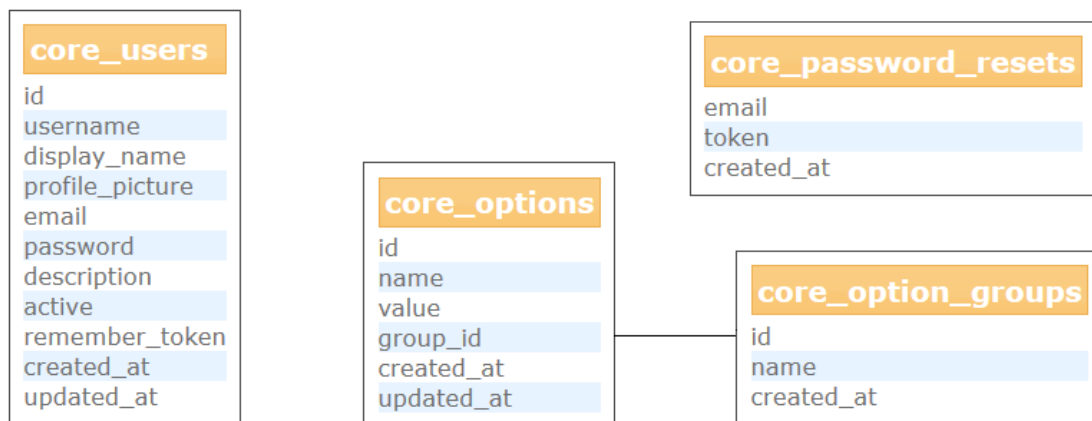 core_users
id
username
display_name
profile_picture
email
password
description
active
remember_token
created_at
updated_at
core_options
id
name
value
group_id
created_at
updated_at
core_password_resets
email
token
created_at
core_option_groups
id
name
created_at